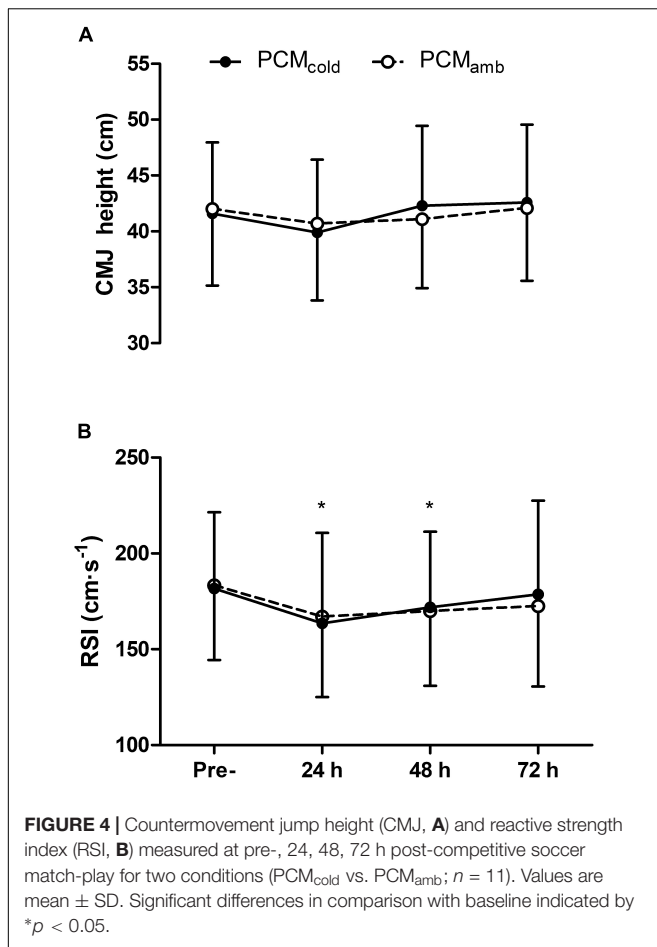 A
PCMcold PCMamb
55
50
45
40
35
30
CMJ height (cm)
B
250
200
150
100
RSI (cm·s⁻¹)
* *
Pre- 24 h 48 h 72 h
FIGURE 4 | Countermovement jump height (CMJ, A) and reactive strength
index (RSI, B) measured at pre-, 24, 48, 72 h post-competitive soccer
match-play for two conditions (PCMcold vs. PCMamb; n = 11). Values are
mean ± SD. Significant differences in comparison with baseline indicated by
*p < 0.05.